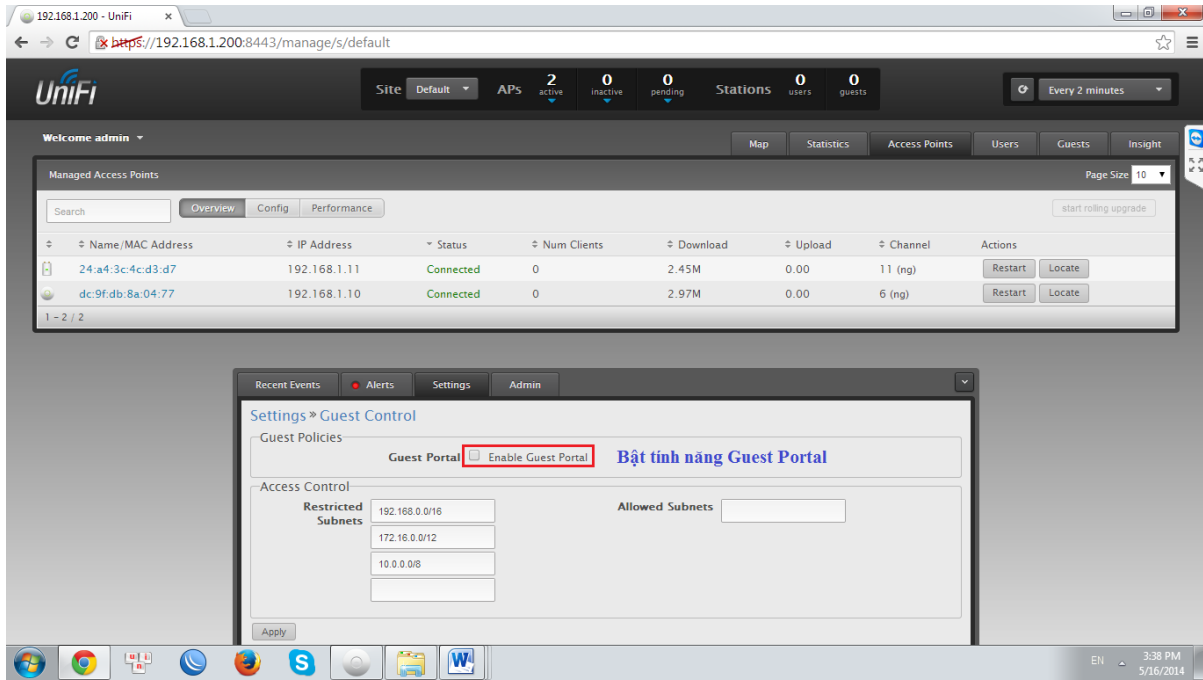 192.168.1.200 - UniFi
https://192.168.1.200:8443/manage/s/default
UniFi
Site Default APs 2 active 0 inactive 0 pending Stations 0 users 0 guests Every 2 minutes
Welcome admin
Map Statistics Access Points Users Guests Insight
Managed Access Points Page Size 10
Search Overview Config Performance start rolling upgrade
Name/MAC Address IP Address Status Num Clients Download Upload Channel Actions
24:a4:3c:4c:d3:d7 192.168.1.11 Connected 0 2.45M 0.00 11 (ng) Restart Locate
dc:9f:db:8a:04:77 192.168.1.10 Connected 0 2.97M 0.00 6 (ng) Restart Locate
1 - 2 / 2
Recent Events Alerts Settings Admin
Settings » Guest Control
Guest Policies
Guest Portal Enable Guest Portal Bật tính năng Guest Portal
Access Control
Restricted Subnets 192.168.0.0/16 Allowed Subnets
172.16.0.0/12
10.0.0.0/8
Apply
EN 3:38 PM
5/16/2014